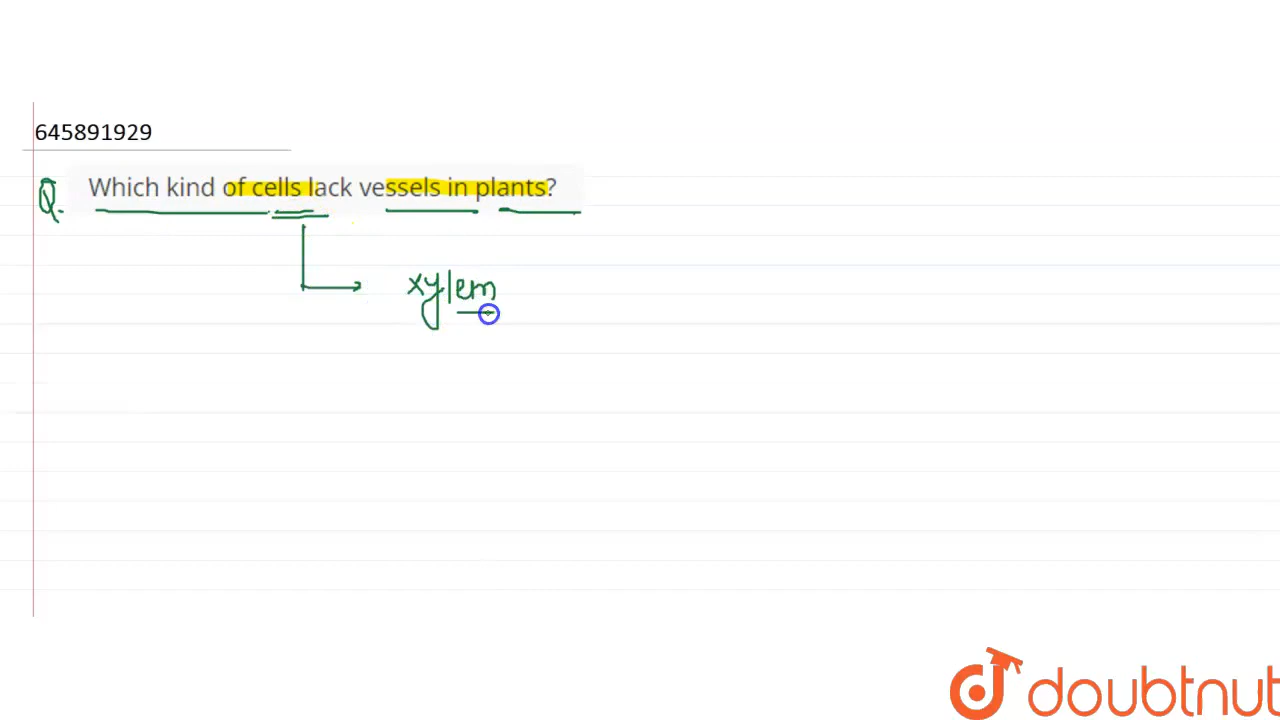 645891929
Q. Which kind of cells lack vessels in plants?
xylem
doubtnut